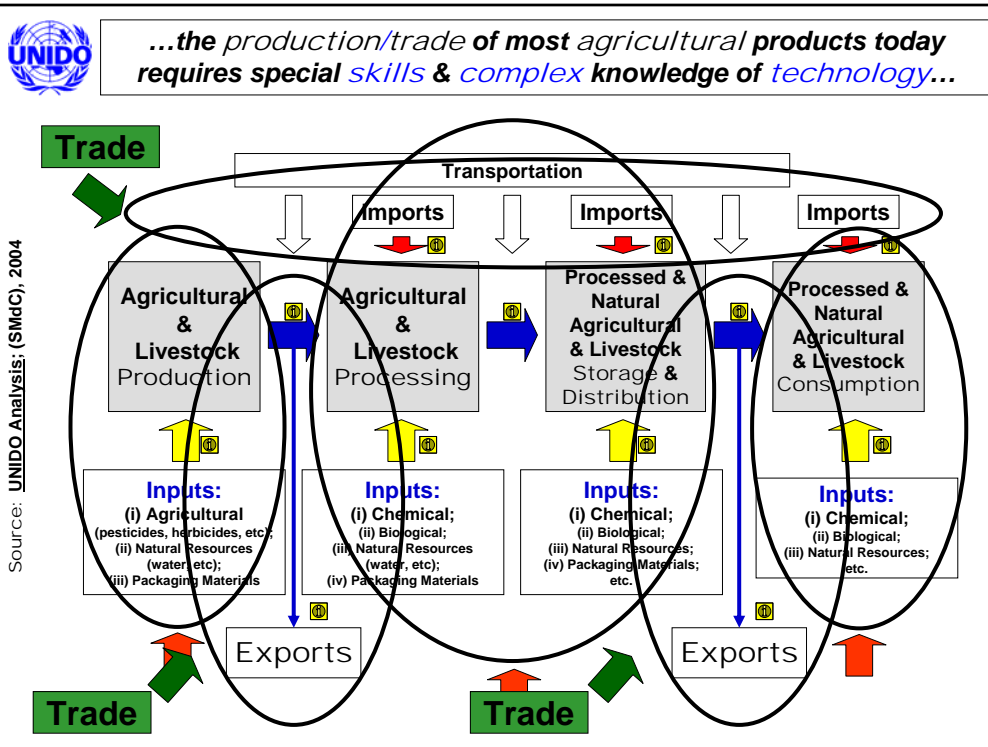 UNIDO
...the production/trade of most agricultural products today
requires special skills & complex knowledge of technology...
Trade
Transportation
Imports
Imports
Imports
Source: UNIDO Analysis; (SMdC), 2004
Agricultural
&
Livestock
Production
Agricultural
&
Livestock
Processing
Processed &
Natural
Agricultural
& Livestock
Storage &
Distribution
Processed &
Natural
Agricultural
& Livestock
Consumption
Inputs:
(i) Agricultural
(pesticides, herbicides, etc);
(ii) Natural Resources
(water, etc);
(iii) Packaging Materials
Inputs:
(i) Chemical;
(ii) Biological;
(iii) Natural Resources
(water, etc);
(iv) Packaging Materials
Inputs:
(i) Chemical;
(ii) Biological;
(iii) Natural Resources;
(iv) Packaging Materials;
etc.
Inputs:
(i) Chemical;
(ii) Biological;
(iii) Natural Resources;
etc.
Exports
Exports
Trade
Trade